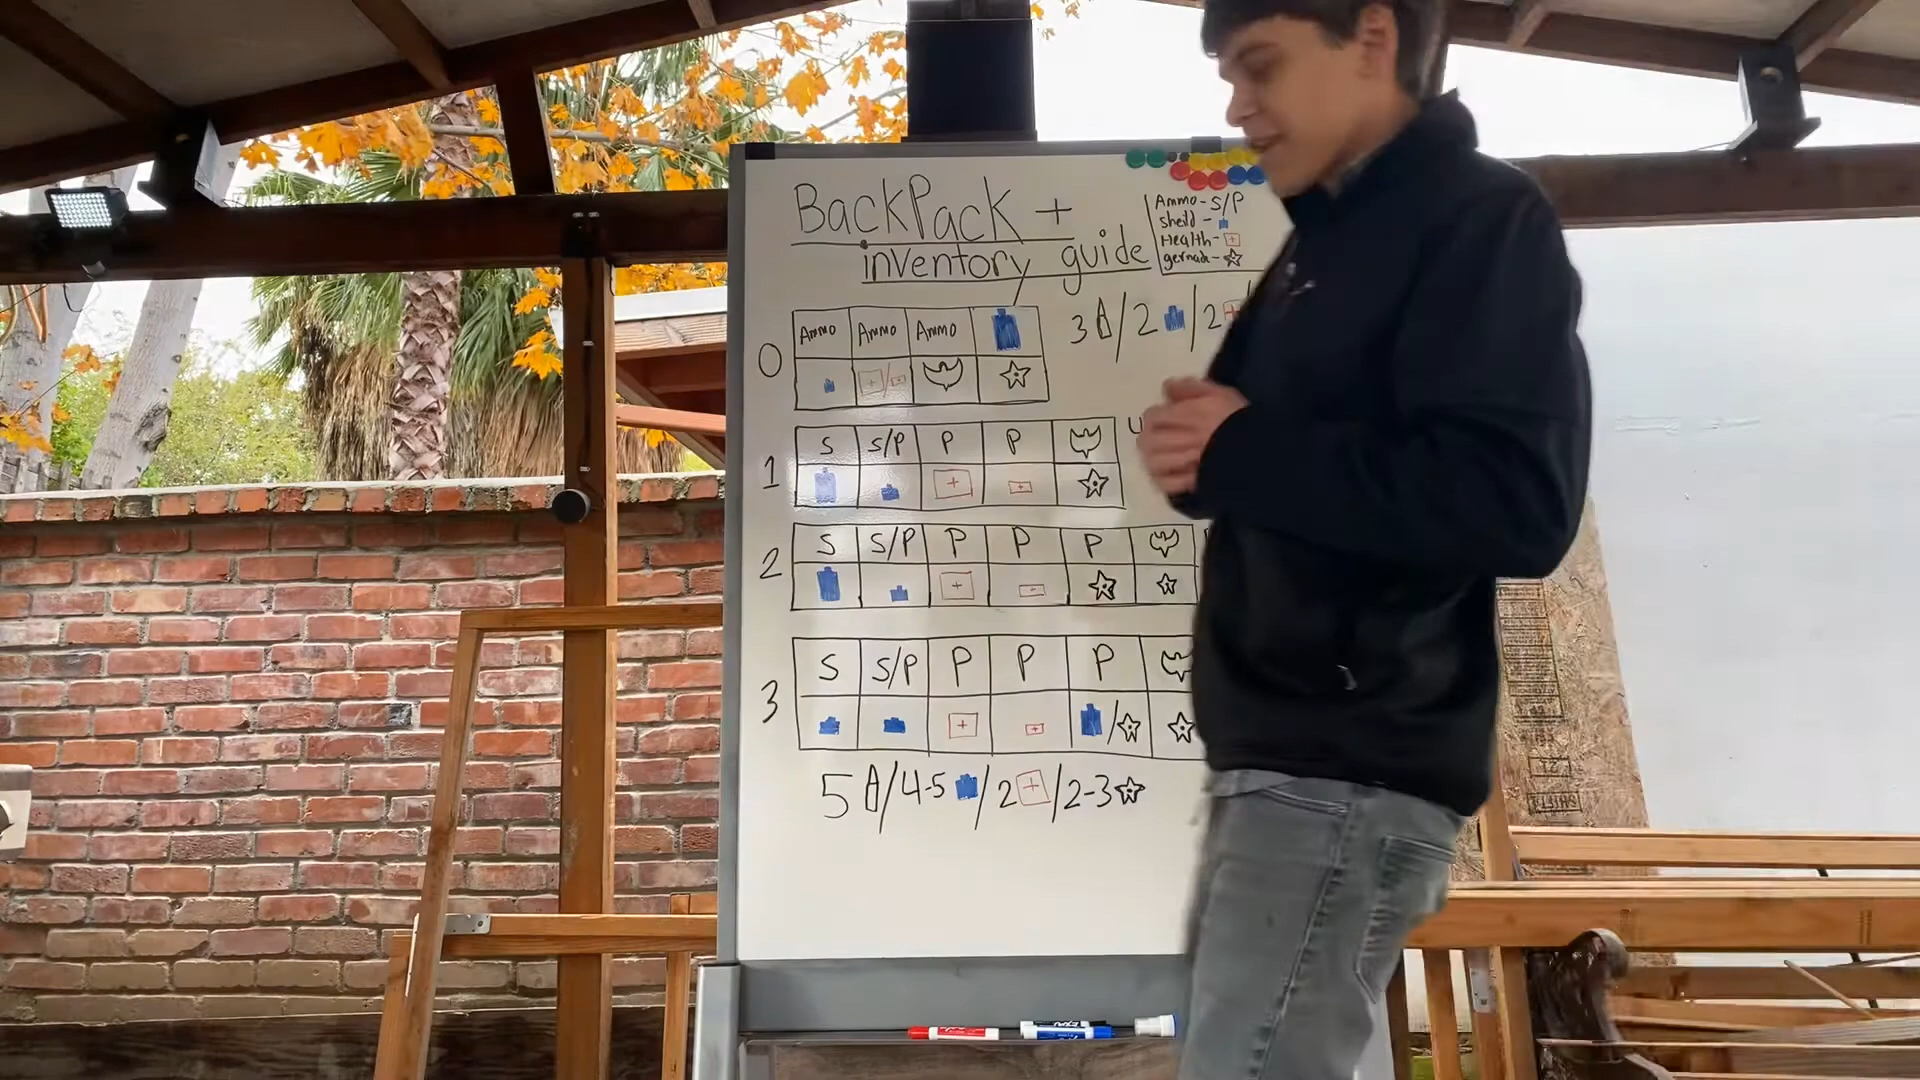 BackPack +
inventory guide
Ammo - S/P
sheild -
Health -
gernade -
0
Ammo Ammo Ammo
3 / 2 / 2
1
S S/P P P
2
S S/P P P P
3
S S/P P P P
/
5 / 4-5 / 2 / 2-3